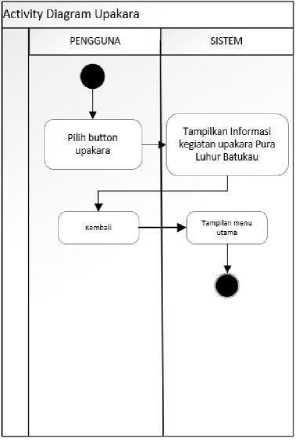 Activity Diagram Upakara
PENGGUNA
SISTEM
Pilih button
upakara
Tampilkan Informasi
kegiatan upakara Pura
Luhur Batukau
Kembali
Tampilan menu
utama